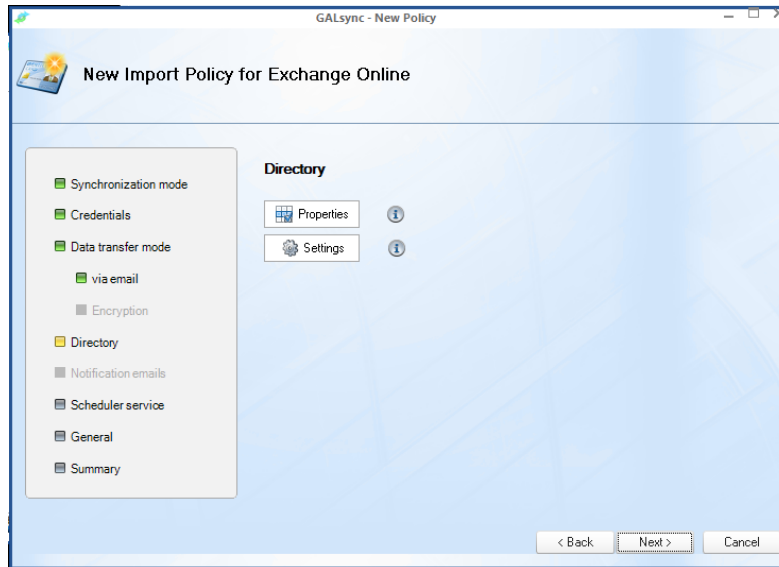 GALsync - New Policy
New Import Policy for Exchange Online
Synchronization mode
Credentials
Data transfer mode
via email
Encryption
Directory
Notification emails
Scheduler service
General
Summary
Directory
Properties
Settings
< Back
Next >
Cancel